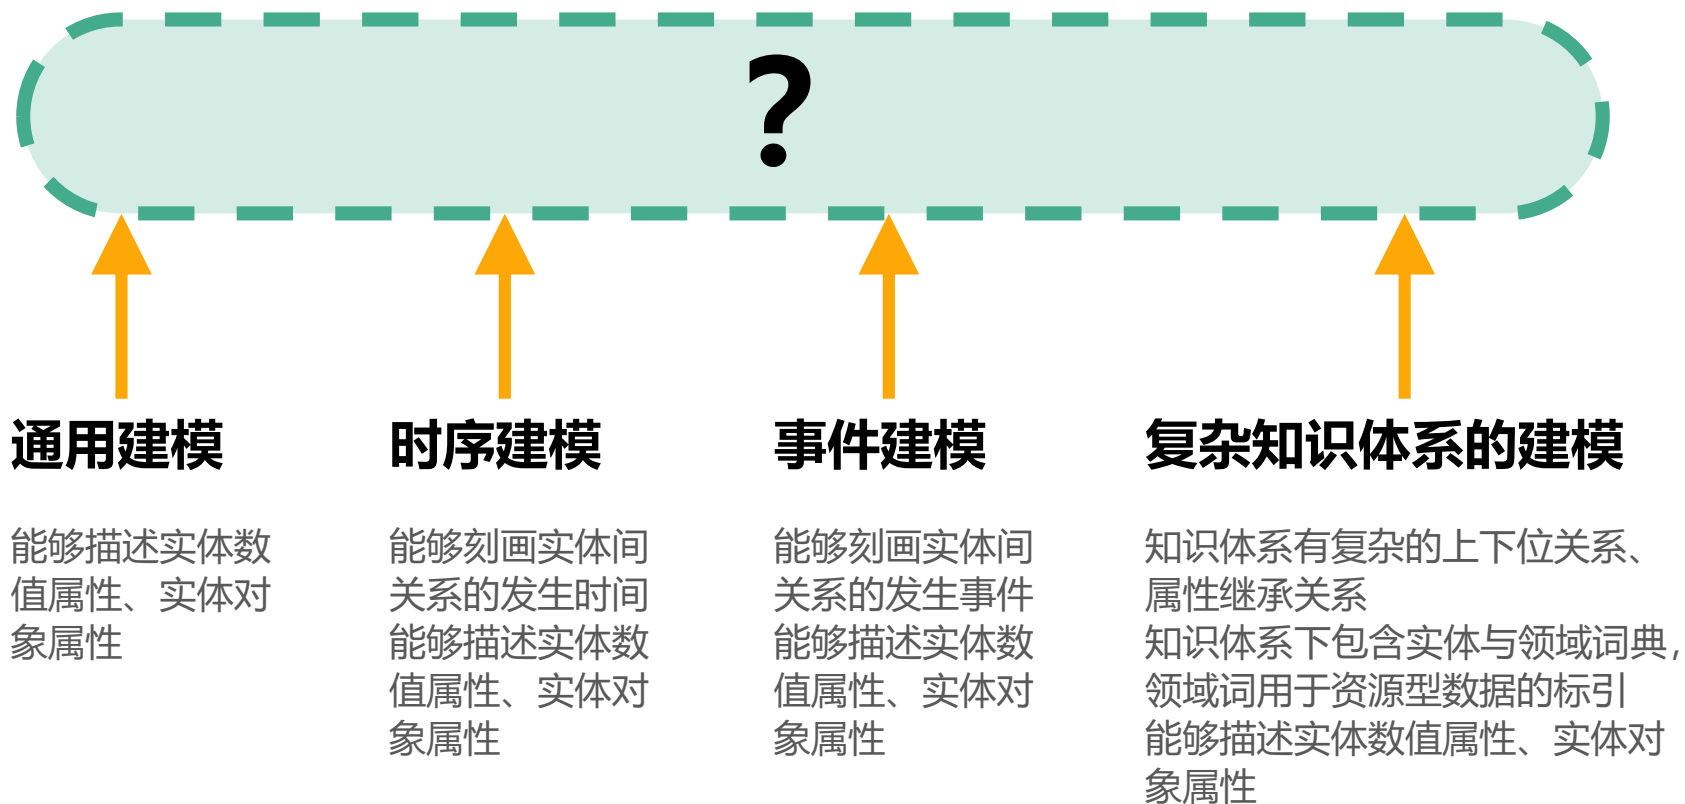 ?
通用建模
能够描述实体数
值属性、实体对
象属性
时序建模
能够刻画实体间
关系的发生时间
能够描述实体数
值属性、实体对
象属性
事件建模
能够刻画实体间
关系的发生事件
能够描述实体数
值属性、实体对
象属性
复杂知识体系的建模
知识体系有复杂的上下位关系、
属性继承关系
知识体系下包含实体与领域词典，
领域词用于资源型数据的标引
能够描述实体数值属性、实体对
象属性